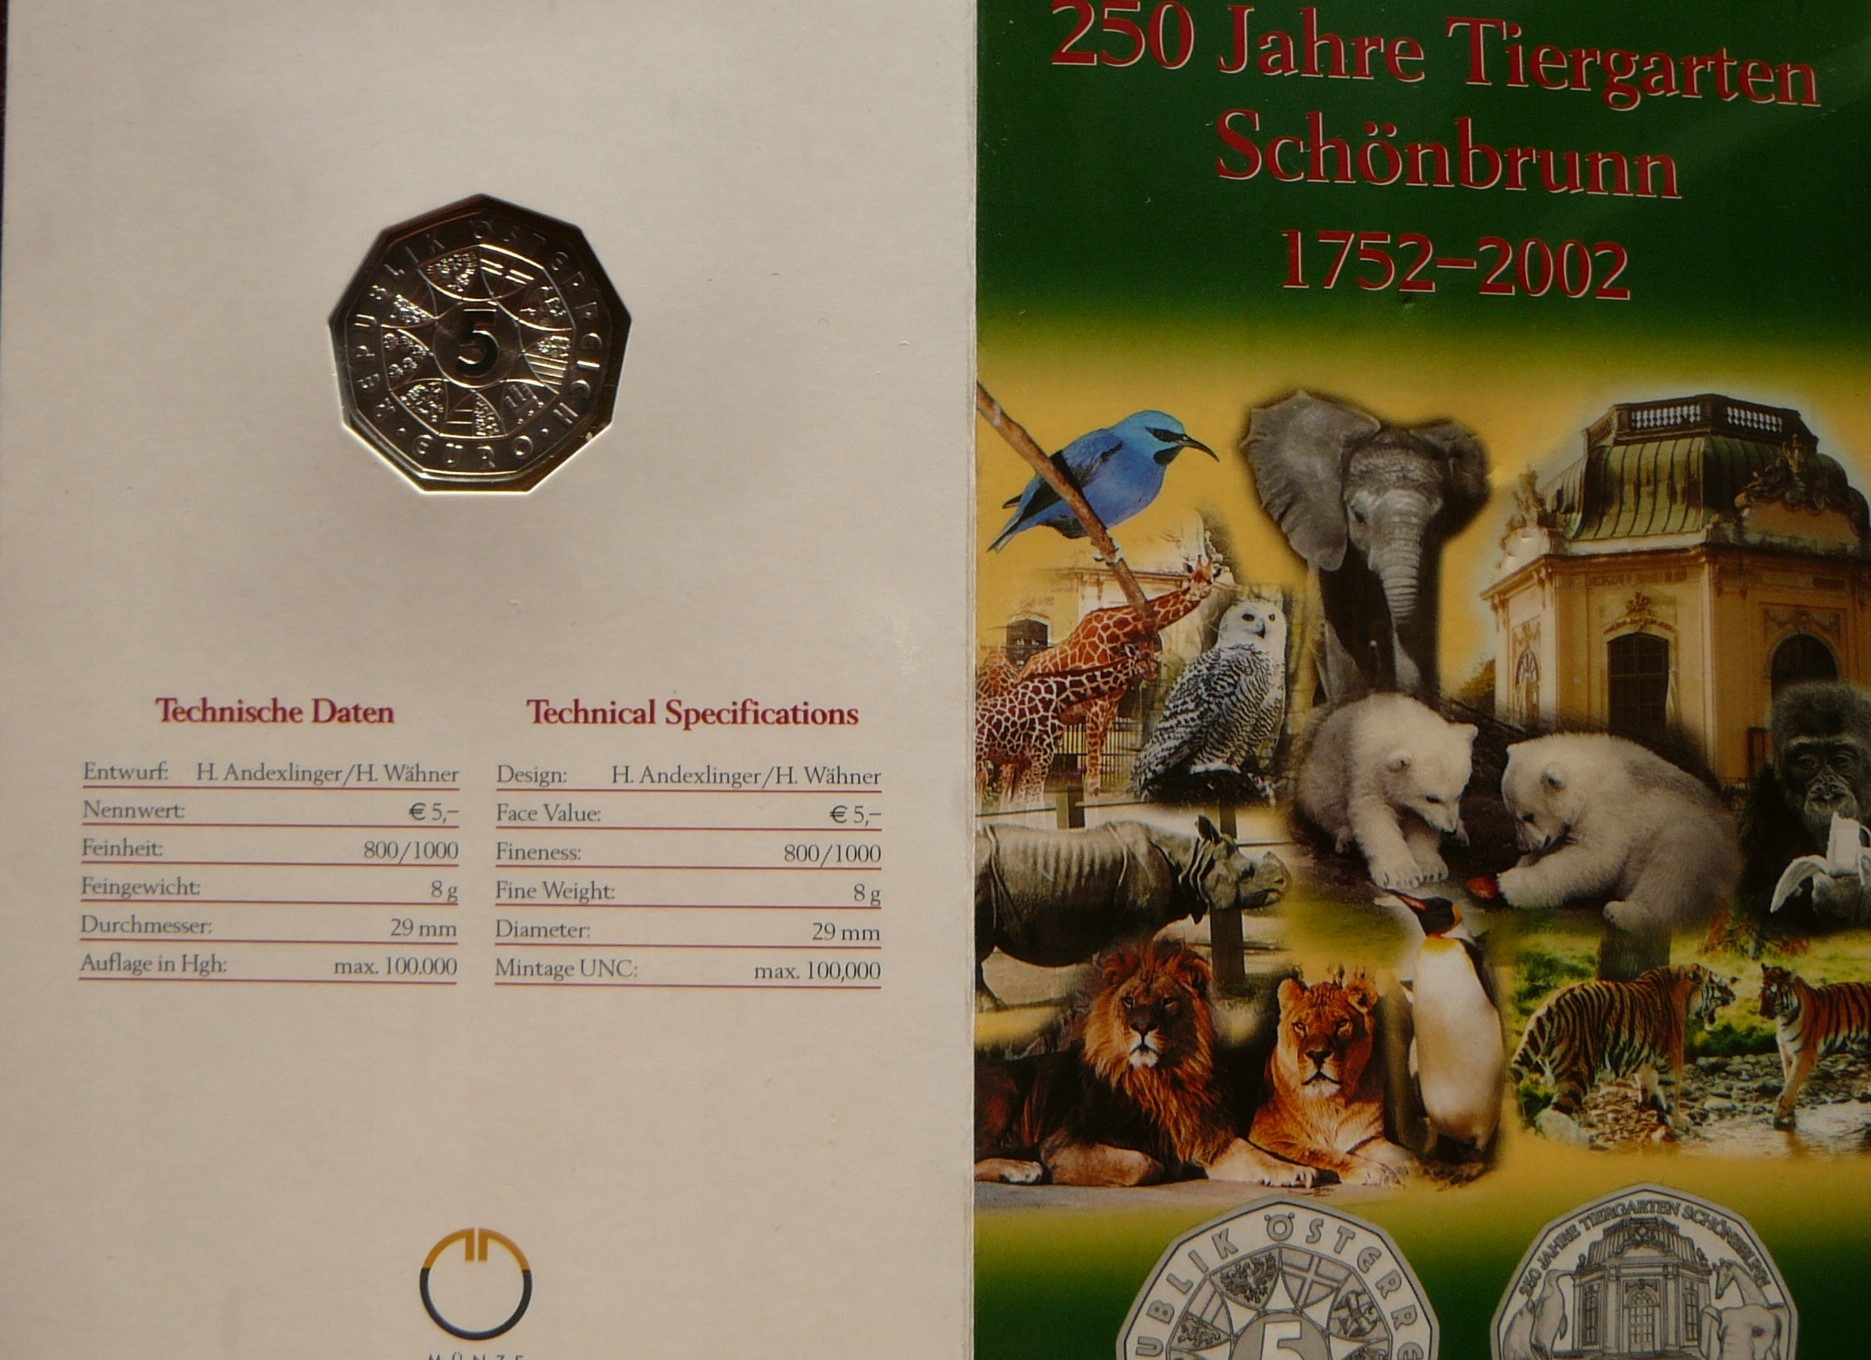 REPUBLIK ÖSTERREICH
5
· EURO ·
Technische Daten
Entwurf: H. Andexlinger/H. Wähner
Nennwert: € 5,–
Feinheit: 800/1000
Feingewicht: 8 g
Durchmesser: 29 mm
Auflage in Hgh: max. 100.000
Technical Specifications
Design: H. Andexlinger/H. Wähner
Face Value: € 5,–
Fineness: 800/1000
Fine Weight: 8 g
Diameter: 29 mm
Mintage UNC: max. 100,000
MÜNZE
250 Jahre Tiergarten
Schönbrunn
1752–2002
UBLIK ÖSTERRE
5
250 JAHRE TIERGARTEN SCHÖNBRUNN